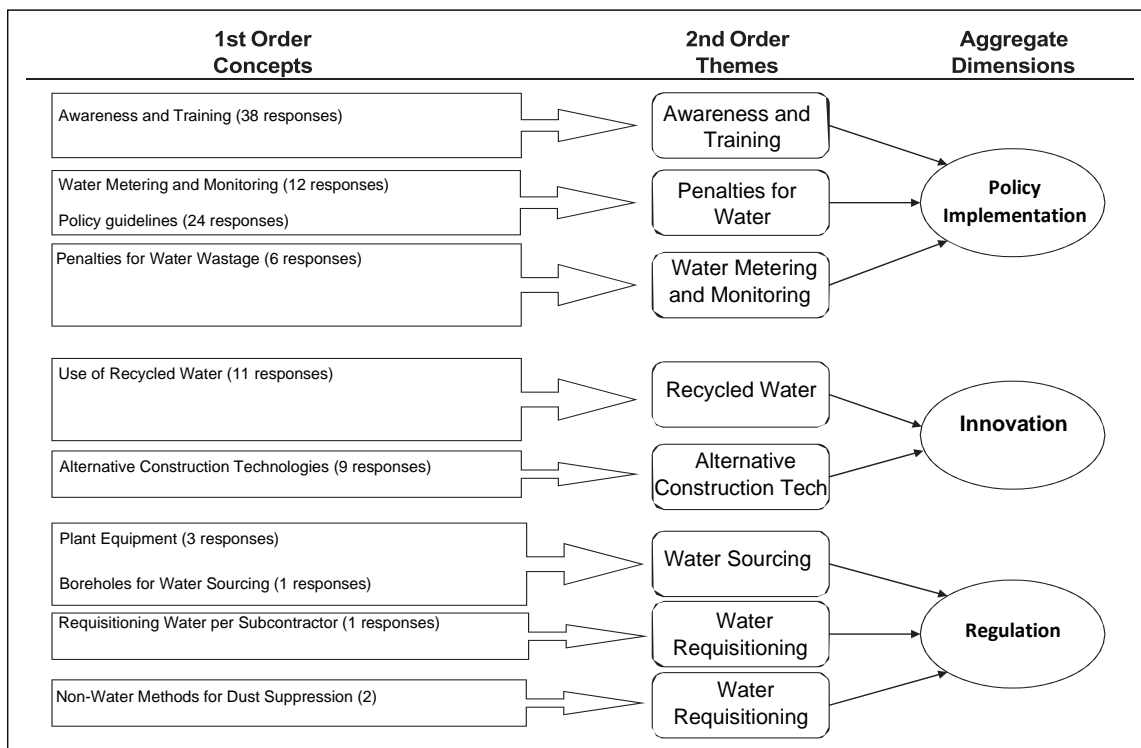 1st Order
Concepts
2nd Order
Themes
Aggregate
Dimensions
Awareness and Training (38 responses)
Awareness and
Training
Water Metering and Monitoring (12 responses)
Policy guidelines (24 responses)
Penalties for
Water
Policy
Implementation
Penalties for Water Wastage (6 responses)
Water Metering
and Monitoring
Use of Recycled Water (11 responses)
Recycled Water
Innovation
Alternative Construction Technologies (9 responses)
Alternative
Construction Tech
Plant Equipment (3 responses)
Boreholes for Water Sourcing (1 responses)
Water Sourcing
Requisitioning Water per Subcontractor (1 responses)
Water
Requisitioning
Regulation
Non-Water Methods for Dust Suppression (2)
Water
Requisitioning